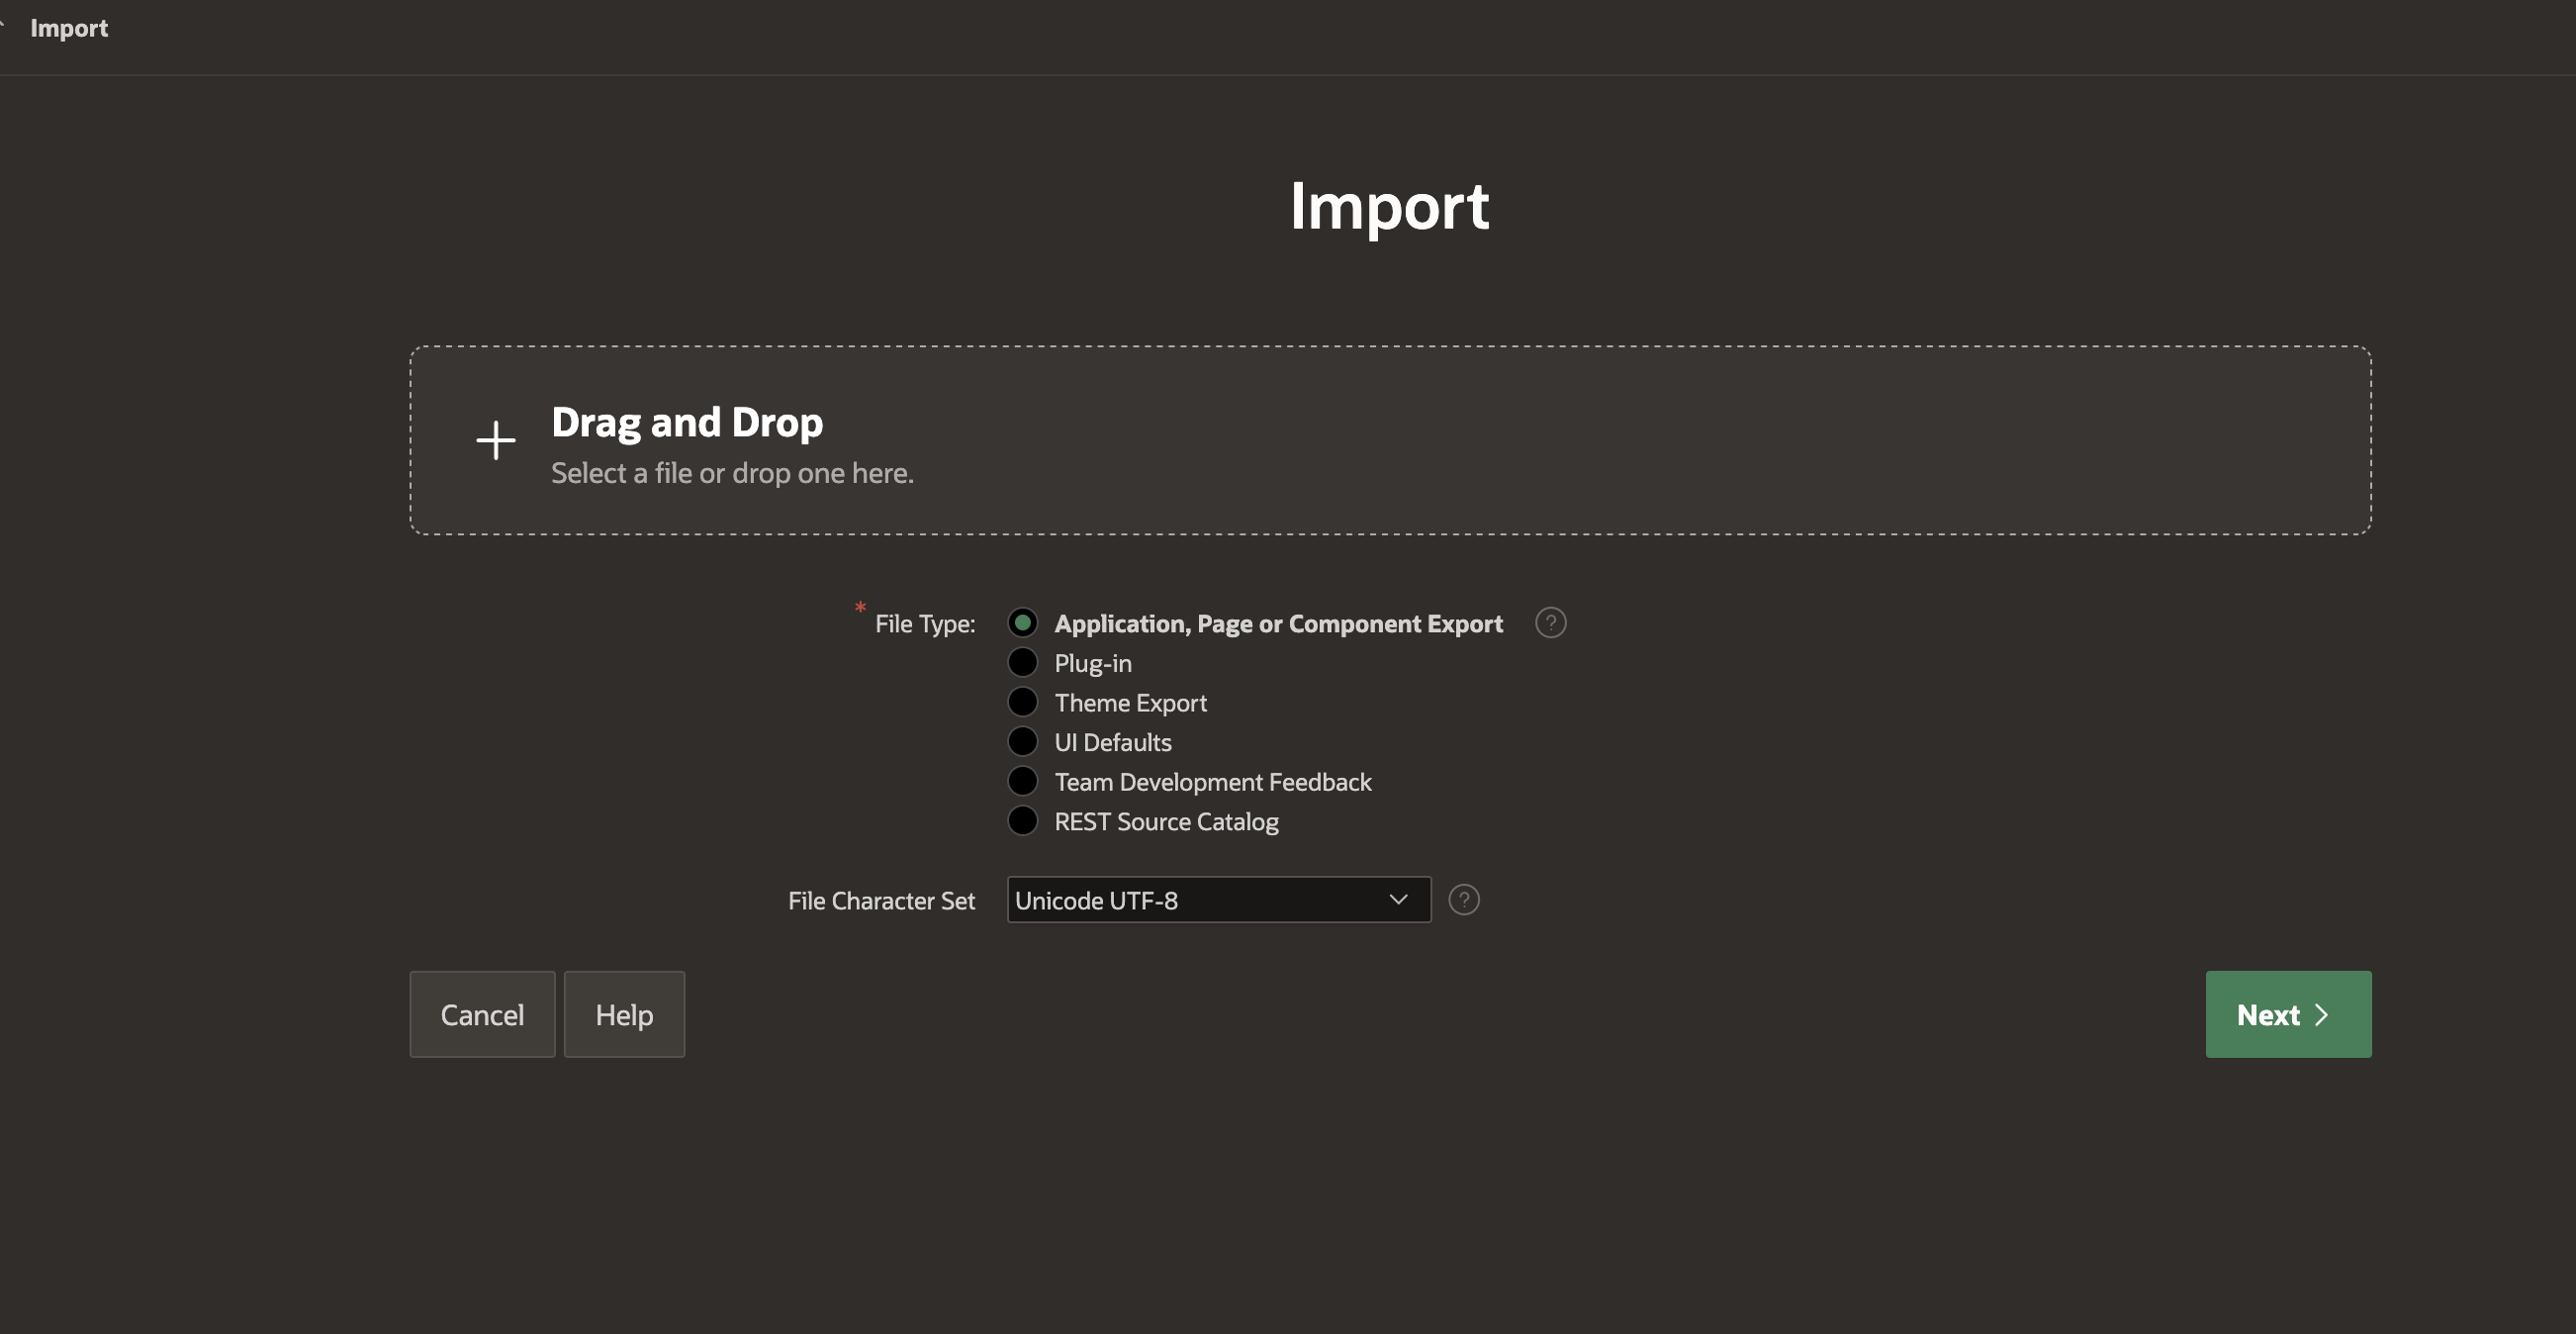 Import
Import
Drag and Drop
Select a file or drop one here.
* File Type:
Application, Page or Component Export
Plug-in
Theme Export
UI Defaults
Team Development Feedback
REST Source Catalog
File Character Set
Unicode UTF-8
Cancel
Help
Next